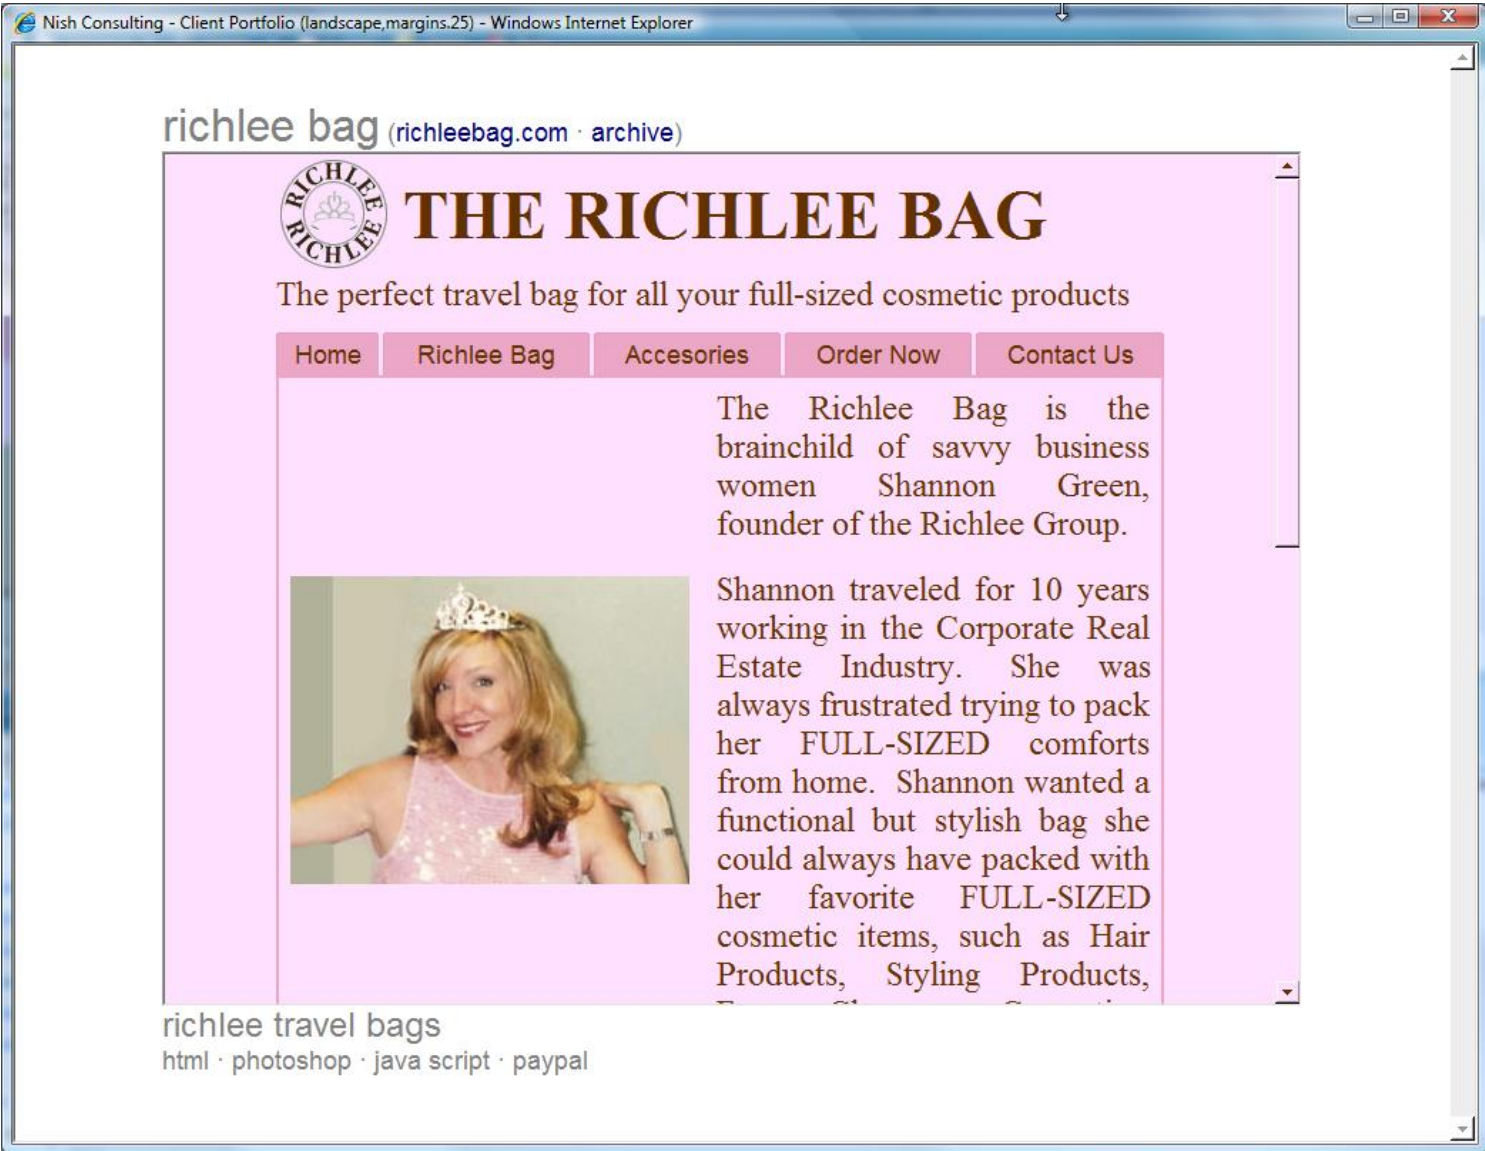 Nish Consulting - Client Portfolio (landscape,margins.25) - Windows Internet Explorer
richlee bag (richleebag.com · archive)
RICHLEE
RICHLEE
THE RICHLEE BAG
The perfect travel bag for all your full-sized cosmetic products
Home Richlee Bag Accesories Order Now Contact Us
The Richlee Bag is the
brainchild of savvy business
women Shannon Green,
founder of the Richlee Group.
Shannon traveled for 10 years
working in the Corporate Real
Estate Industry. She was
always frustrated trying to pack
her FULL-SIZED comforts
from home. Shannon wanted a
functional but stylish bag she
could always have packed with
her favorite FULL-SIZED
cosmetic items, such as Hair
Products, Styling Products,
richlee travel bags
html · photoshop · java script · paypal